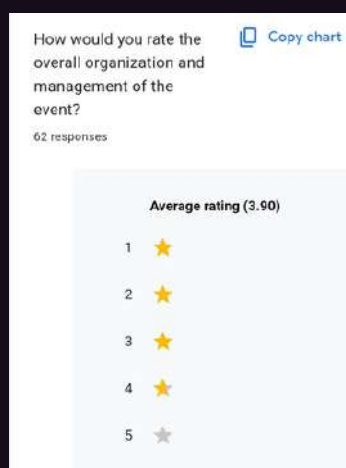 How would you rate the
overall organization and
management of the
event?
Copy chart
62 responses
Average rating (3.90)
1
2
3
4
5